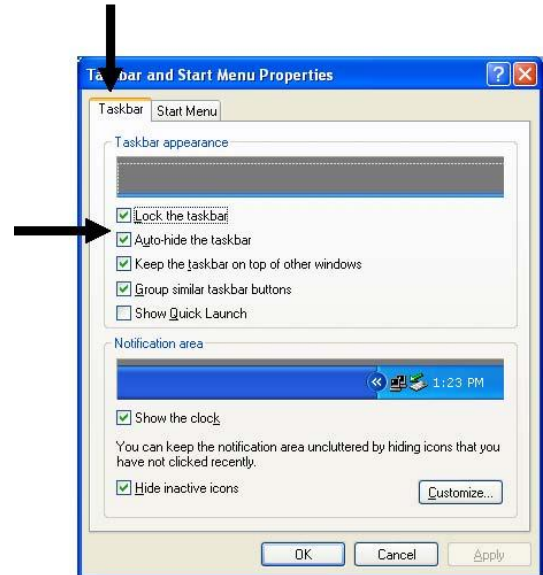 Taskbar and Start Menu Properties
Taskbar Start Menu
Taskbar appearance
Lock the taskbar
Auto-hide the taskbar
Keep the taskbar on top of other windows
Group similar taskbar buttons
Show Quick Launch
Notification area
1:23 PM
Show the clock
You can keep the notification area uncluttered by hiding icons that you
have not clicked recently.
Hide inactive icons
Customize...
OK Cancel Apply